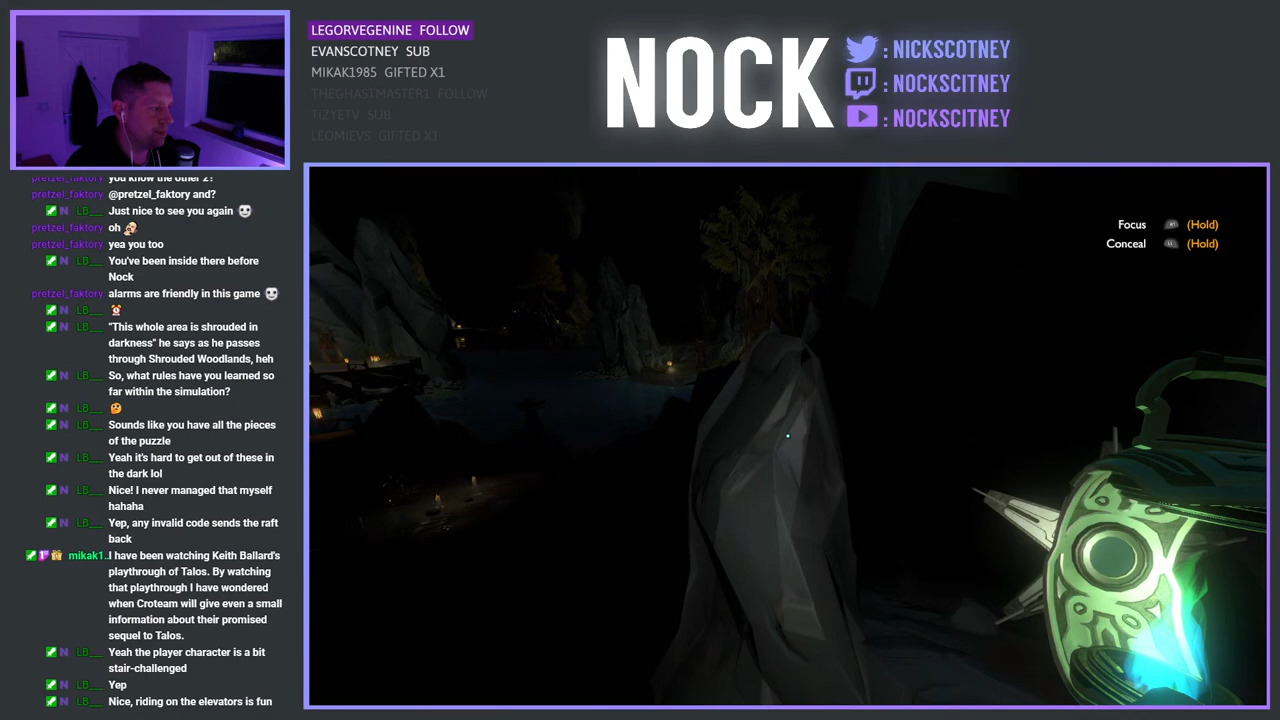 LEGORVEGENINE FOLLOW
EVANSCOTNEY SUB
MIKAK1985 GIFTED X1
THEGHASTMASTER1 FOLLOW
TIZYETV SUB
LEOMIEVS GIFTED X1
NOCK
: NICKSCOTNEY
: NOCKSCITNEY
: NOCKSCITNEY
pretzel_faktory you know the other 2?
pretzel_faktory @pretzel_faktory and?
N LB__ Just nice to see you again
pretzel_faktory oh
pretzel_faktory yea you too
N LB__ You've been inside there before
Nock
pretzel_faktory alarms are friendly in this game
N LB__
N LB__ "This whole area is shrouded in
darkness" he says as he passes
through Shrouded Woodlands, heh
N LB__ So, what rules have you learned so
far within the simulation?
N LB__
N LB__ Sounds like you have all the pieces
of the puzzle
N LB__ Yeah it's hard to get out of these in
the dark lol
N LB__ Nice! I never managed that myself
hahaha
N LB__ Yep, any invalid code sends the raft
back
mikak1.. I have been watching Keith Ballard's
playthrough of Talos. By watching
that playthrough I have wondered
when Croteam will give even a small
information about their promised
sequel to Talos.
N LB__ Yeah the player character is a bit
stair-challenged
N LB__ Yep
N LB__ Nice, riding on the elevators is fun
Focus (Hold)
Conceal (Hold)